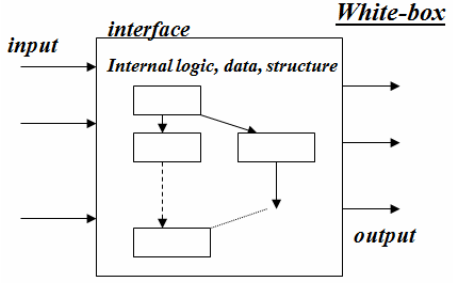 White-box
interface
input
Internal logic, data, structure
output